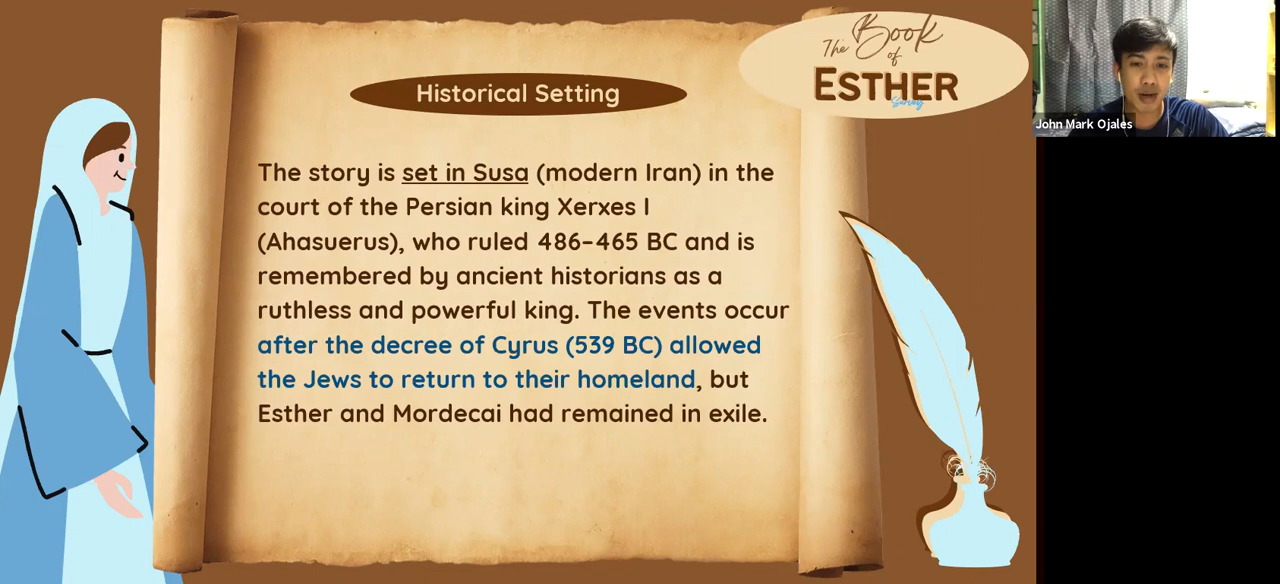 The Book
of
ESTHER
Survey
Historical Setting
The story is set in Susa (modern Iran) in the
court of the Persian king Xerxes I
(Ahasuerus), who ruled 486–465 BC and is
remembered by ancient historians as a
ruthless and powerful king. The events occur
after the decree of Cyrus (539 BC) allowed
the Jews to return to their homeland, but
Esther and Mordecai had remained in exile.
John Mark Ojales